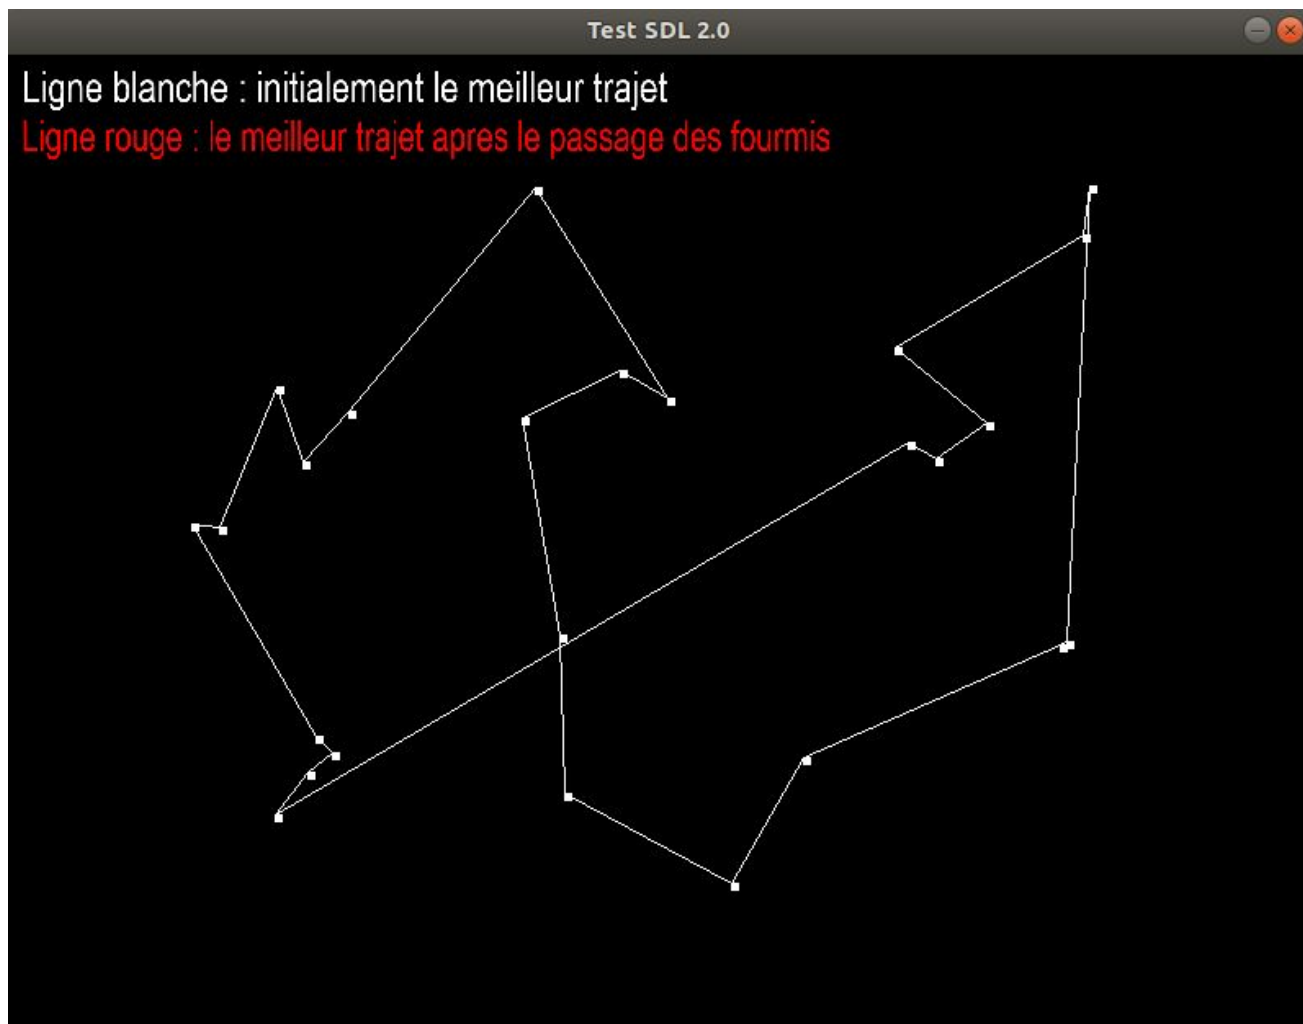 Test SDL 2.0
Ligne blanche : initialement le meilleur trajet
Ligne rouge : le meilleur trajet apres le passage des fourmis